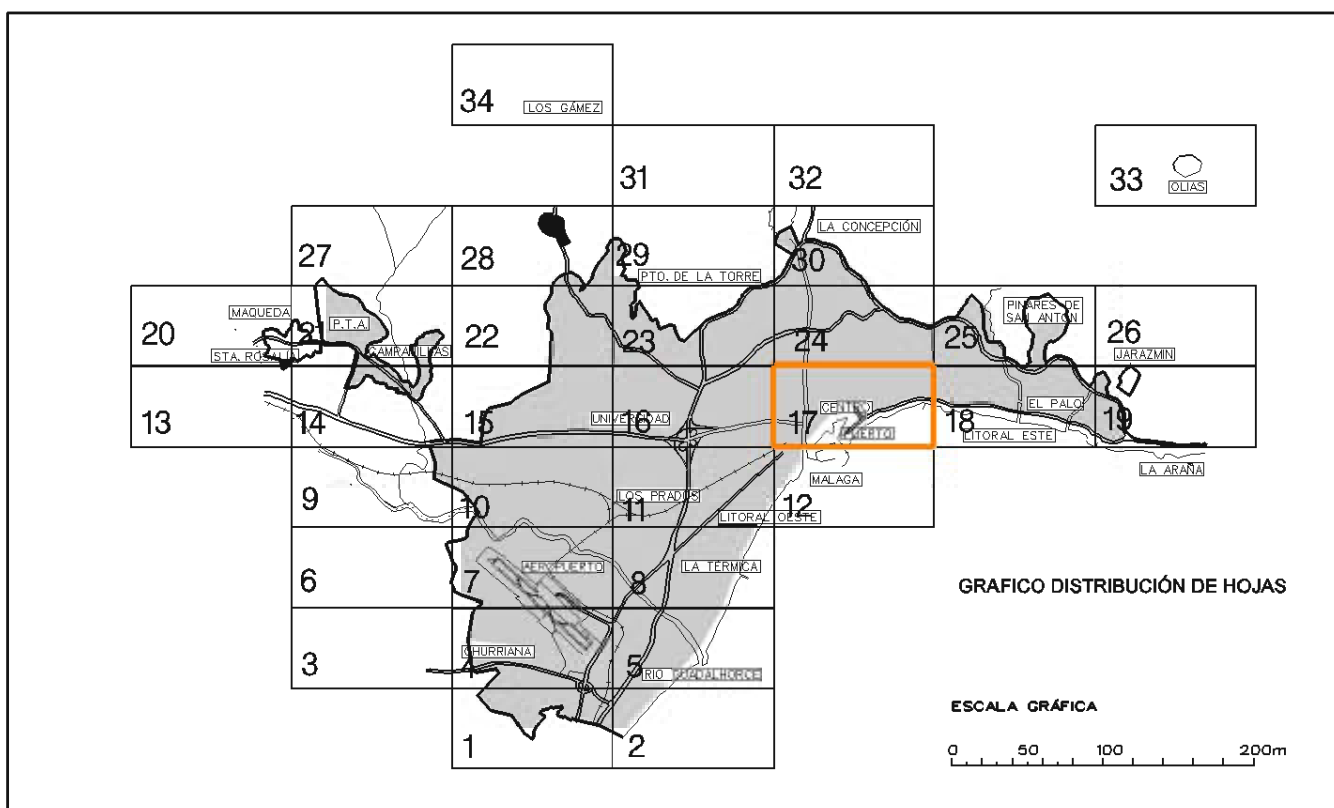 34 LOS GÁMEZ
31
32
33
OLIAS
LA CONCEPCIÓN
27
28
29
PTO. DE LA TORRE
30
20
MAQUEDA
P.T.A.
21
STA. ROSALIA
CAMPANILLAS
22
23
24
25
PINARES DE
SAN ANTÓN
26
JARAZMIN
13
14
15
UNIVERSIDAD
16
17
CENTRO
PUERTO
18
EL PALO
19
LITORAL ESTE
LA ARAÑA
MALAGA
9
10
LOS PRADOS
11
LITORAL OESTE
12
6
7
AEROPUERTO
8
LA TÉRMICA
GRAFICO DISTRIBUCIÓN DE HOJAS
3
CHURRIANA
5
RIO GUADALHORCE
1
2
ESCALA GRÁFICA
0 50 100 200m